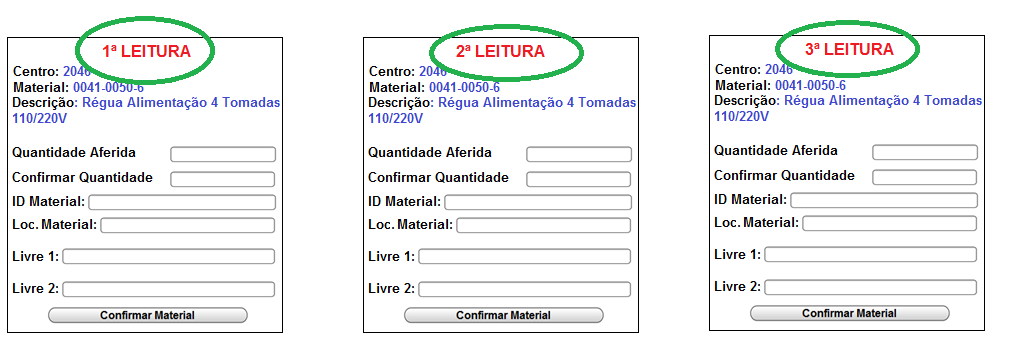 1ª LEITURA
Centro: 2046
Material: 0041-0050-6
Descrição: Régua Alimentação 4 Tomadas
110/220V
Quantidade Aferida
Confirmar Quantidade
ID Material:
Loc. Material:
Livre 1:
Livre 2:
Confirmar Material
2ª LEITURA
Centro: 2046
Material: 0041-0050-6
Descrição: Régua Alimentação 4 Tomadas
110/220V
Quantidade Aferida
Confirmar Quantidade
ID Material:
Loc. Material:
Livre 1:
Livre 2:
Confirmar Material
3ª LEITURA
Centro: 2046
Material: 0041-0050-6
Descrição: Régua Alimentação 4 Tomadas
110/220V
Quantidade Aferida
Confirmar Quantidade
ID Material:
Loc. Material:
Livre 1:
Livre 2:
Confirmar Material